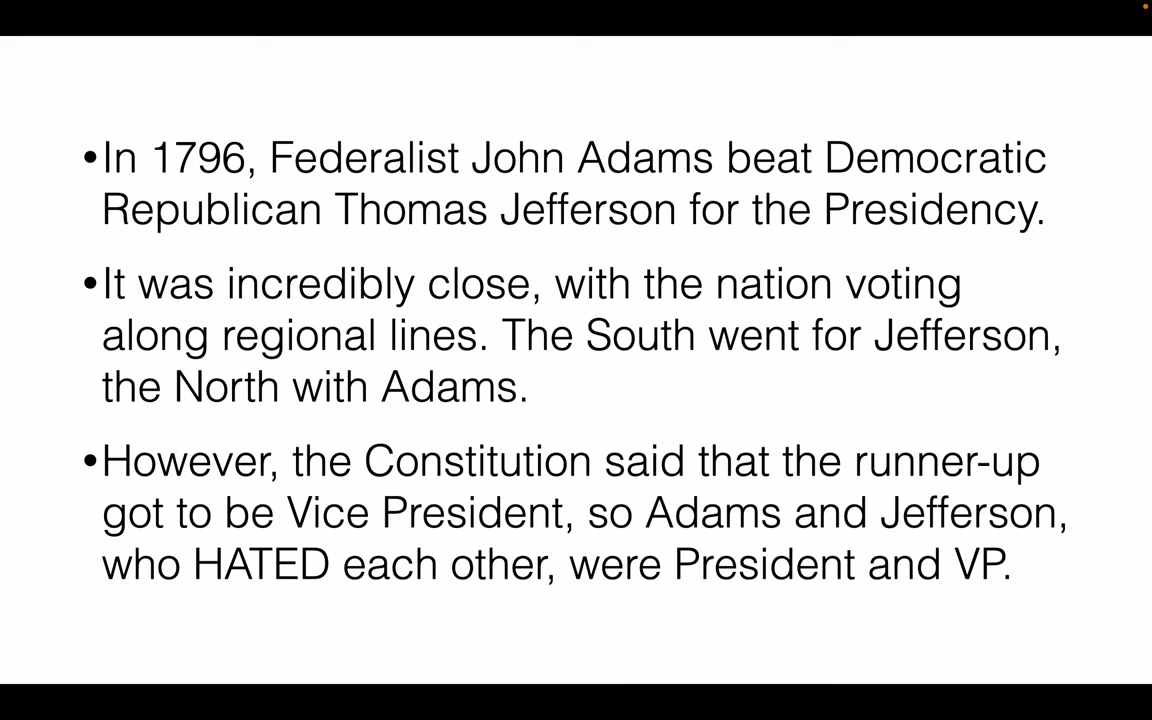 •In 1796, Federalist John Adams beat Democratic
Republican Thomas Jefferson for the Presidency.
•It was incredibly close, with the nation voting
along regional lines. The South went for Jefferson,
the North with Adams.
•However, the Constitution said that the runner-up
got to be Vice President, so Adams and Jefferson,
who HATED each other, were President and VP.